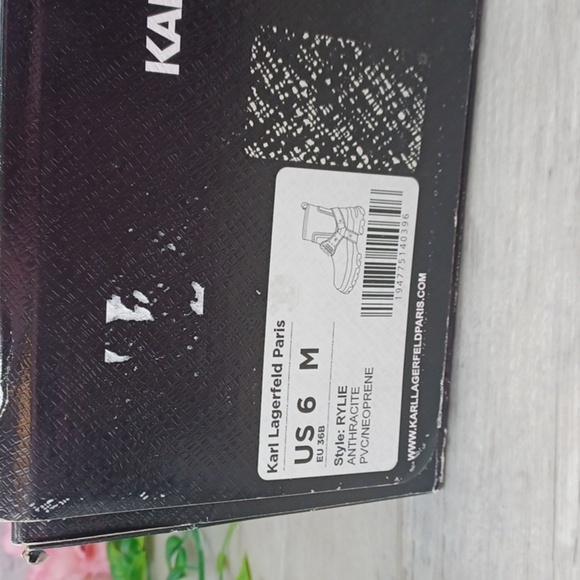 KAR
Karl Lagerfeld Paris
US 6 M
EU 36B
Style: RYLIE
ANTHRACITE
PVC/NEOPRENE
194775140396
WWW.KARLLAGERFELDPARIS.COM